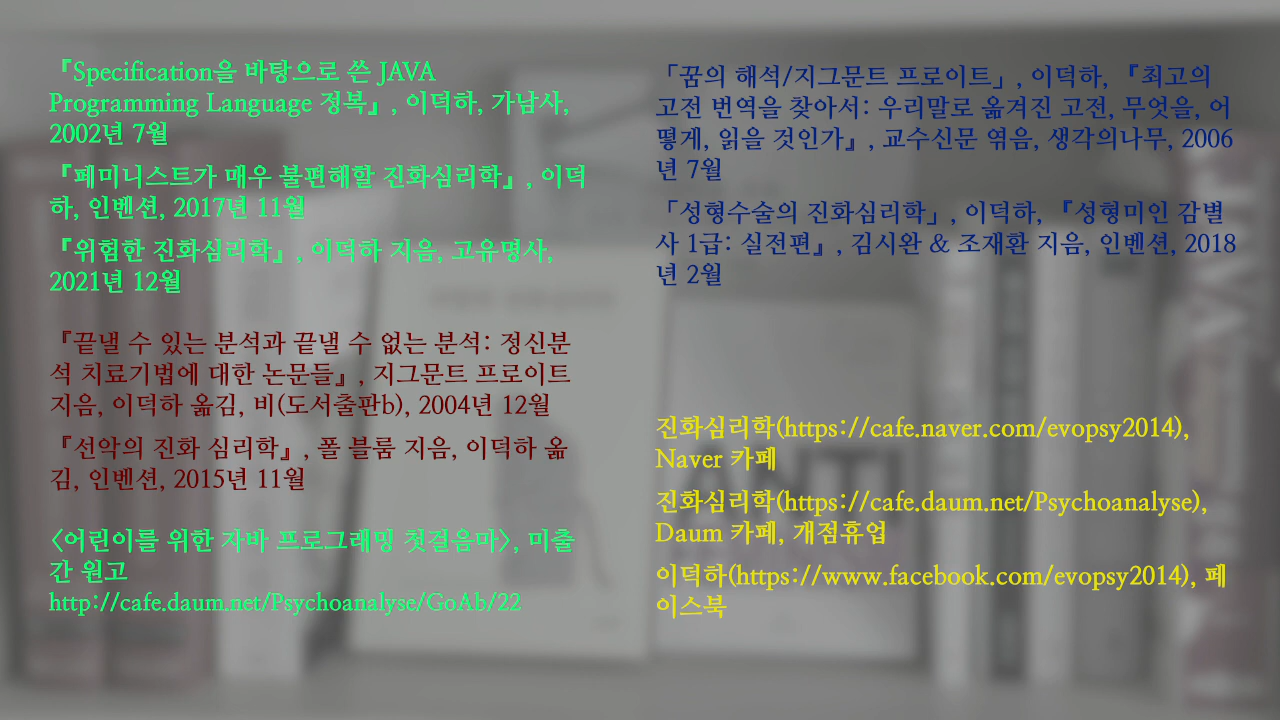 『Specification을 바탕으로 쓴 JAVA
Programming Language 정복』, 이덕하, 가남사,
2002년 7월
『페미니스트가 매우 불편해할 진화심리학』, 이덕
하, 인벤션, 2017년 11월
『위험한 진화심리학』, 이덕하 지음, 고유명사,
2021년 12월
『끝낼 수 있는 분석과 끝낼 수 없는 분석: 정신분
석 치료기법에 대한 논문들』, 지그문트 프로이트
지음, 이덕하 옮김, 비(도서출판b), 2004년 12월
『선악의 진화 심리학』, 폴 블룸 지음, 이덕하 옮
김, 인벤션, 2015년 11월
〈어린이를 위한 자바 프로그래밍 첫걸음마〉, 미출
간 원고
http://cafe.daum.net/Psychoanalyse/GoAb/22
「꿈의 해석/지그문트 프로이트」, 이덕하, 『최고의
고전 번역을 찾아서: 우리말로 옮겨진 고전, 무엇을, 어
떻게, 읽을 것인가』, 교수신문 엮음, 생각의나무, 2006
년 7월
「성형수술의 진화심리학」, 이덕하, 『성형미인 감별
사 1급: 실전편』, 김시완 & 조재환 지음, 인벤션, 2018
년 2월
진화심리학(https://cafe.naver.com/evopsy2014),
Naver 카페
진화심리학(https://cafe.daum.net/Psychoanalyse),
Daum 카페, 개점휴업
이덕하(https://www.facebook.com/evopsy2014), 페
이스북